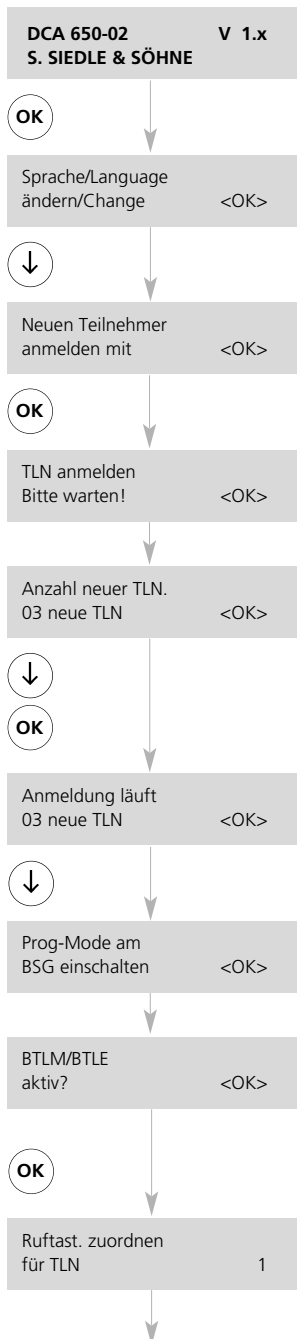 DCA 650-02 V 1.x
S. SIEDLE & SÖHNE
OK
Sprache/Language
ändern/Change <OK>
↓
Neuen Teilnehmer
anmelden mit <OK>
OK
TLN anmelden
Bitte warten! <OK>
Anzahl neuer TLN.
03 neue TLN <OK>
↓
OK
Anmeldung läuft
03 neue TLN <OK>
↓
Prog-Mode am
BSG einschalten <OK>
BTLM/BTLE
aktiv? <OK>
OK
Ruftast. zuordnen
für TLN 1